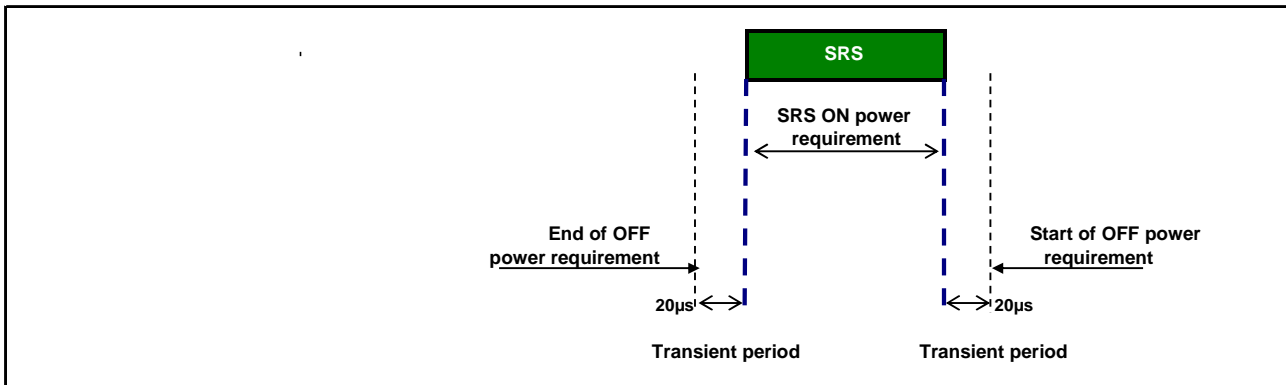 SRS
SRS ON power
requirement
End of OFF
power requirement
Start of OFF power
requirement
20µs
20µs
Transient period
Transient period